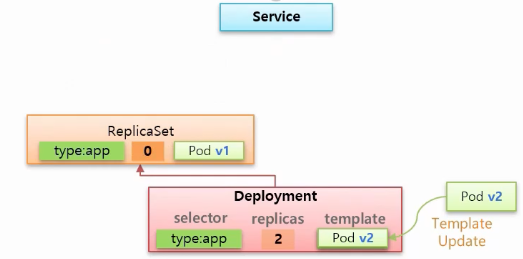 Service
ReplicaSet
type:app 0 Pod v1
Deployment
selector replicas template
type:app 2 Pod v2
Pod v2
Template
Update